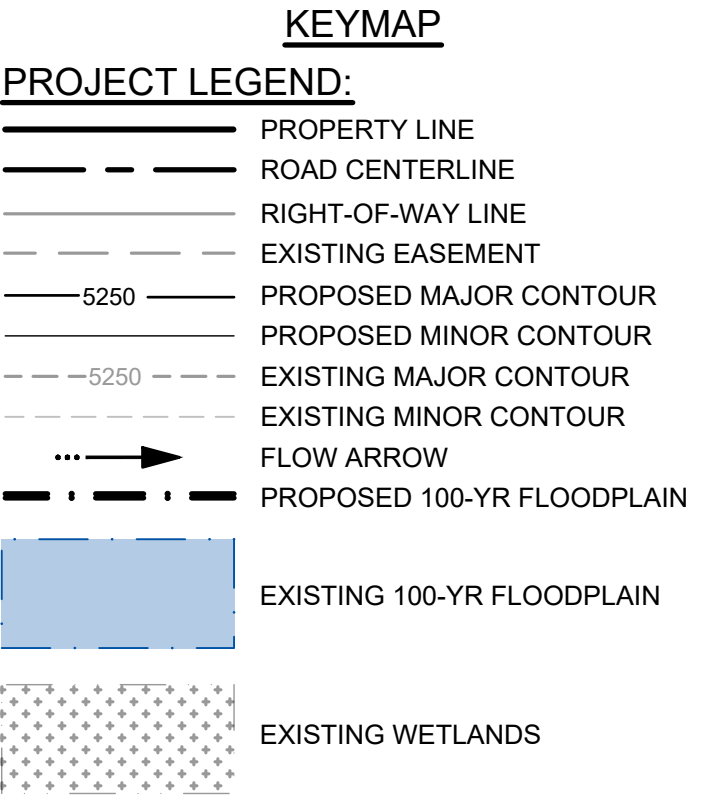 KEYMAP
PROJECT LEGEND:
PROPERTY LINE
ROAD CENTERLINE
RIGHT-OF-WAY LINE
EXISTING EASEMENT
5250 PROPOSED MAJOR CONTOUR
PROPOSED MINOR CONTOUR
5250 EXISTING MAJOR CONTOUR
EXISTING MINOR CONTOUR
FLOW ARROW
PROPOSED 100-YR FLOODPLAIN
EXISTING 100-YR FLOODPLAIN
EXISTING WETLANDS